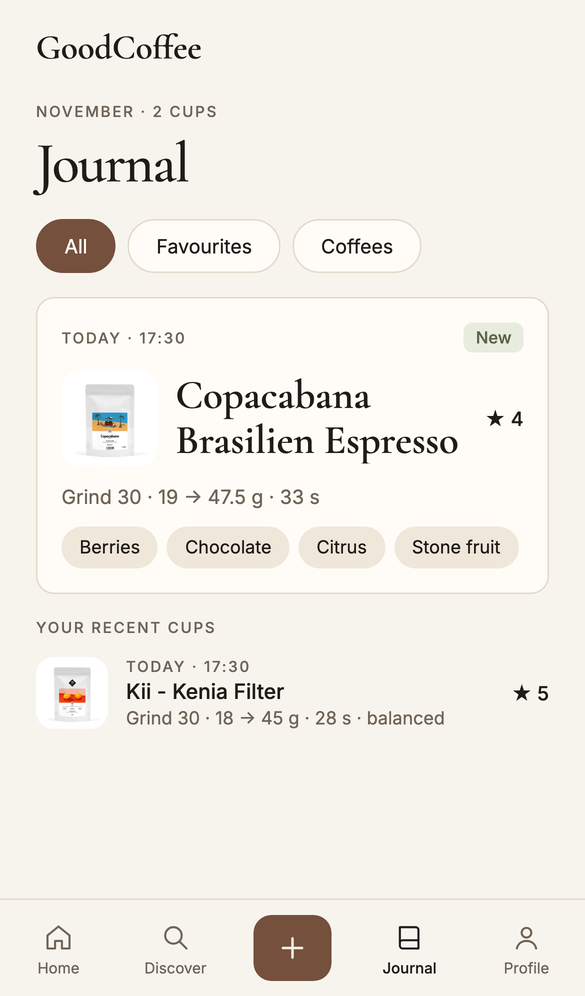 GoodCoffee
NOVEMBER · 2 CUPS
Journal
All
Favourites
Coffees
TODAY · 17:30
New
Copacabana
Brasilien Espresso
★ 4
Grind 30 · 19 → 47.5 g · 33 s
Berries
Chocolate
Citrus
Stone fruit
YOUR RECENT CUPS
TODAY · 17:30
Kii - Kenia Filter
★ 5
Grind 30 · 18 → 45 g · 28 s · balanced
Home
Discover
Journal
Profile